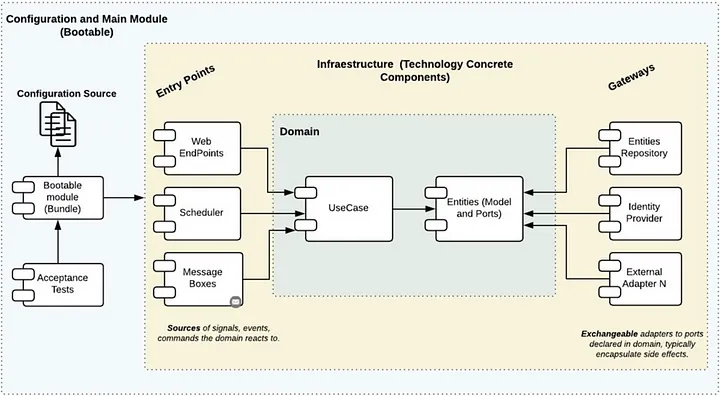 Configuration and Main Module
(Bootable)
Infraestructure (Technology Concrete
Components)
Entry Points
Gateways
Configuration Source
Domain
Web
EndPoints
Entities
Repository
Bootable
module
(Bundle)
Scheduler
UseCase
Entities (Model
and Ports)
Identity
Provider
Acceptance
Tests
Message
Boxes
External
Adapter N
Sources of signals, events,
commands the domain reacts to.
Exchangeable adapters to ports
declared in domain, typically
encapsulate side effects.